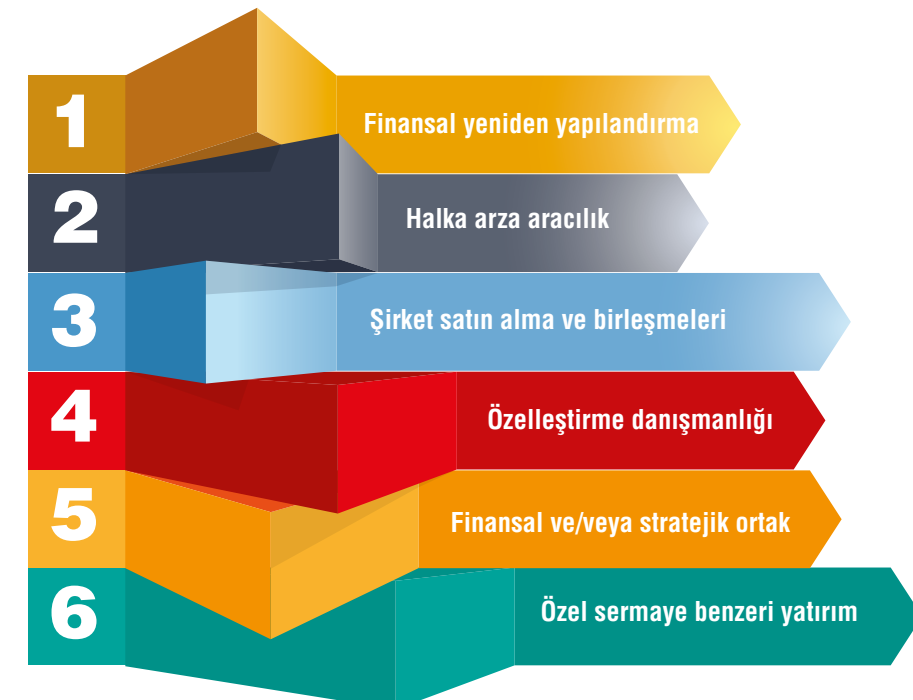 1 Finansal yeniden yapılandırma
2 Halka arza aracılık
3 Şirket satın alma ve birleşmeleri
4 Özelleştirme danışmanlığı
5 Finansal ve/veya stratejik ortak
6 Özel sermaye benzeri yatırım